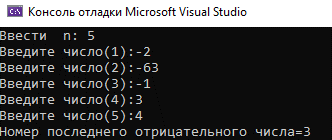 Консоль отладки Microsoft Visual Studio
Ввести  n: 5
Введите число(1):-2
Введите число(2):-63
Введите число(3):-1
Введите число(4):3
Введите число(5):4
Номер последнего отрицательного числа=3